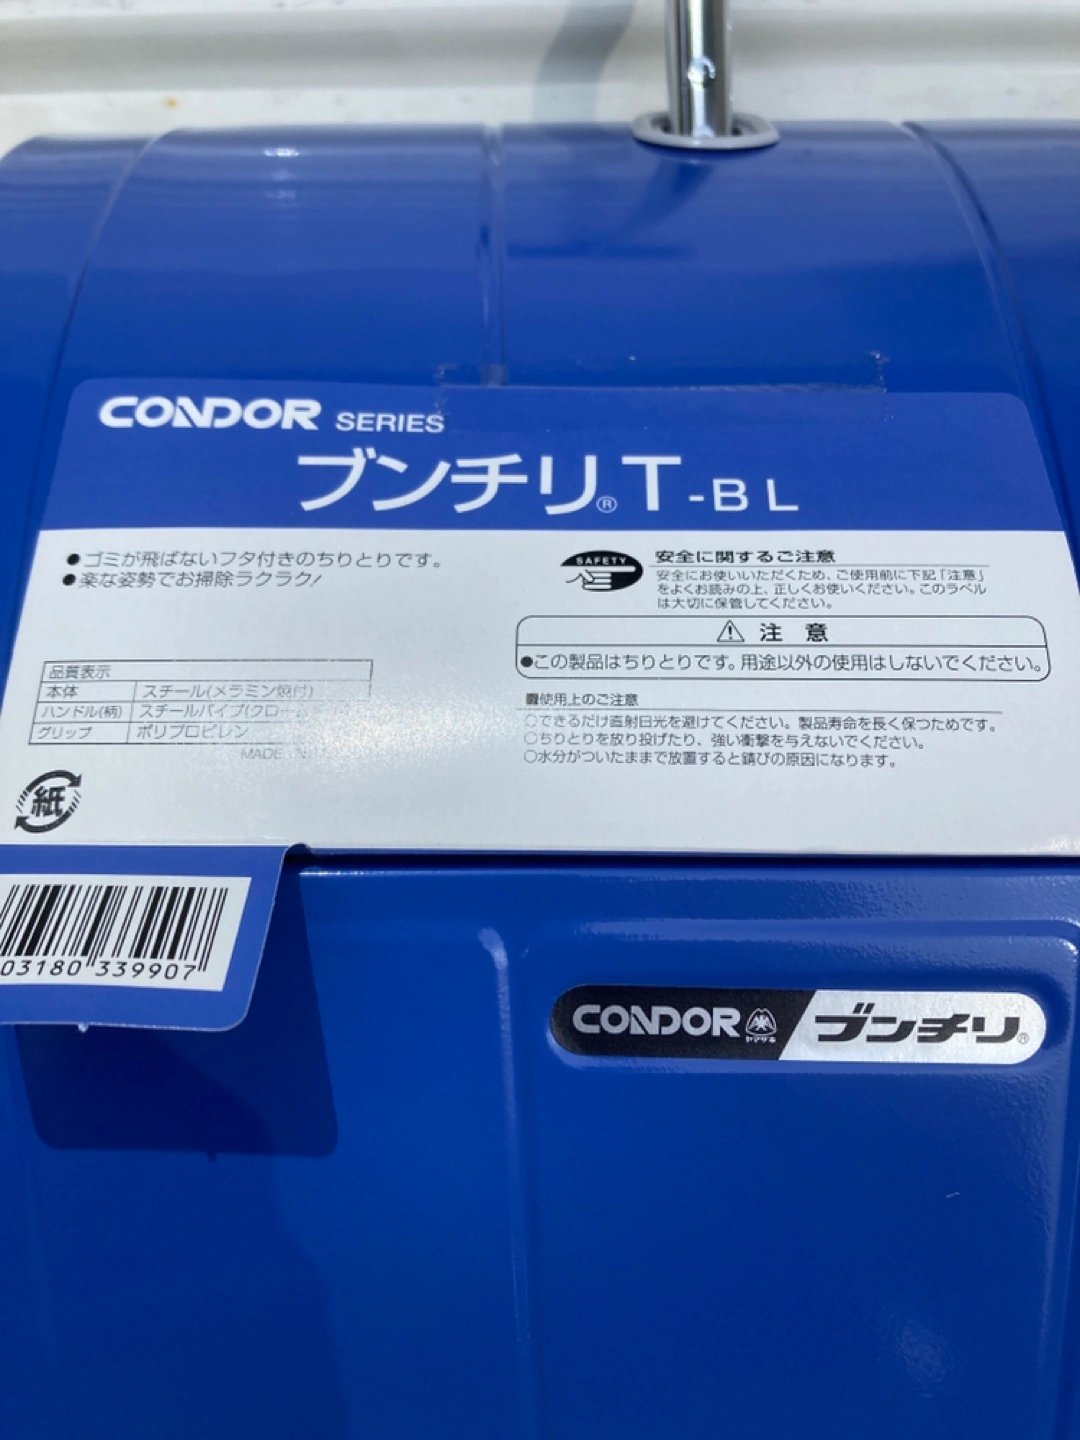 CONDOR SERIES
ブンチリ® T-BL
●ゴミが飛ばないフタ付きのちりとりです。
●楽な姿勢でお掃除ラクラク!
SAFETY
安全に関するご注意
安全にお使いいただくため、ご使用前に下記「注意」
をよくお読みの上、正しくお使いください。このラベル
は大切に保管してください。
⚠ 注 意
●この製品はちりとりです。用途以外の使用はしないでください。
品質表示
本体 スチール(メラミン焼付)
ハンドル(柄) スチールパイプ(クローム
グリップ ポリプロピレン
MADE IN
使用上のご注意
○できるだけ直射日光を避けてください。製品寿命を長く保つためです。
○ちりとりを放り投げたり、強い衝撃を与えないでください。
○水分がついたままで放置すると錆びの原因になります。
紙
03180 339907
CONDOR ヤマザキ ブンチリ®